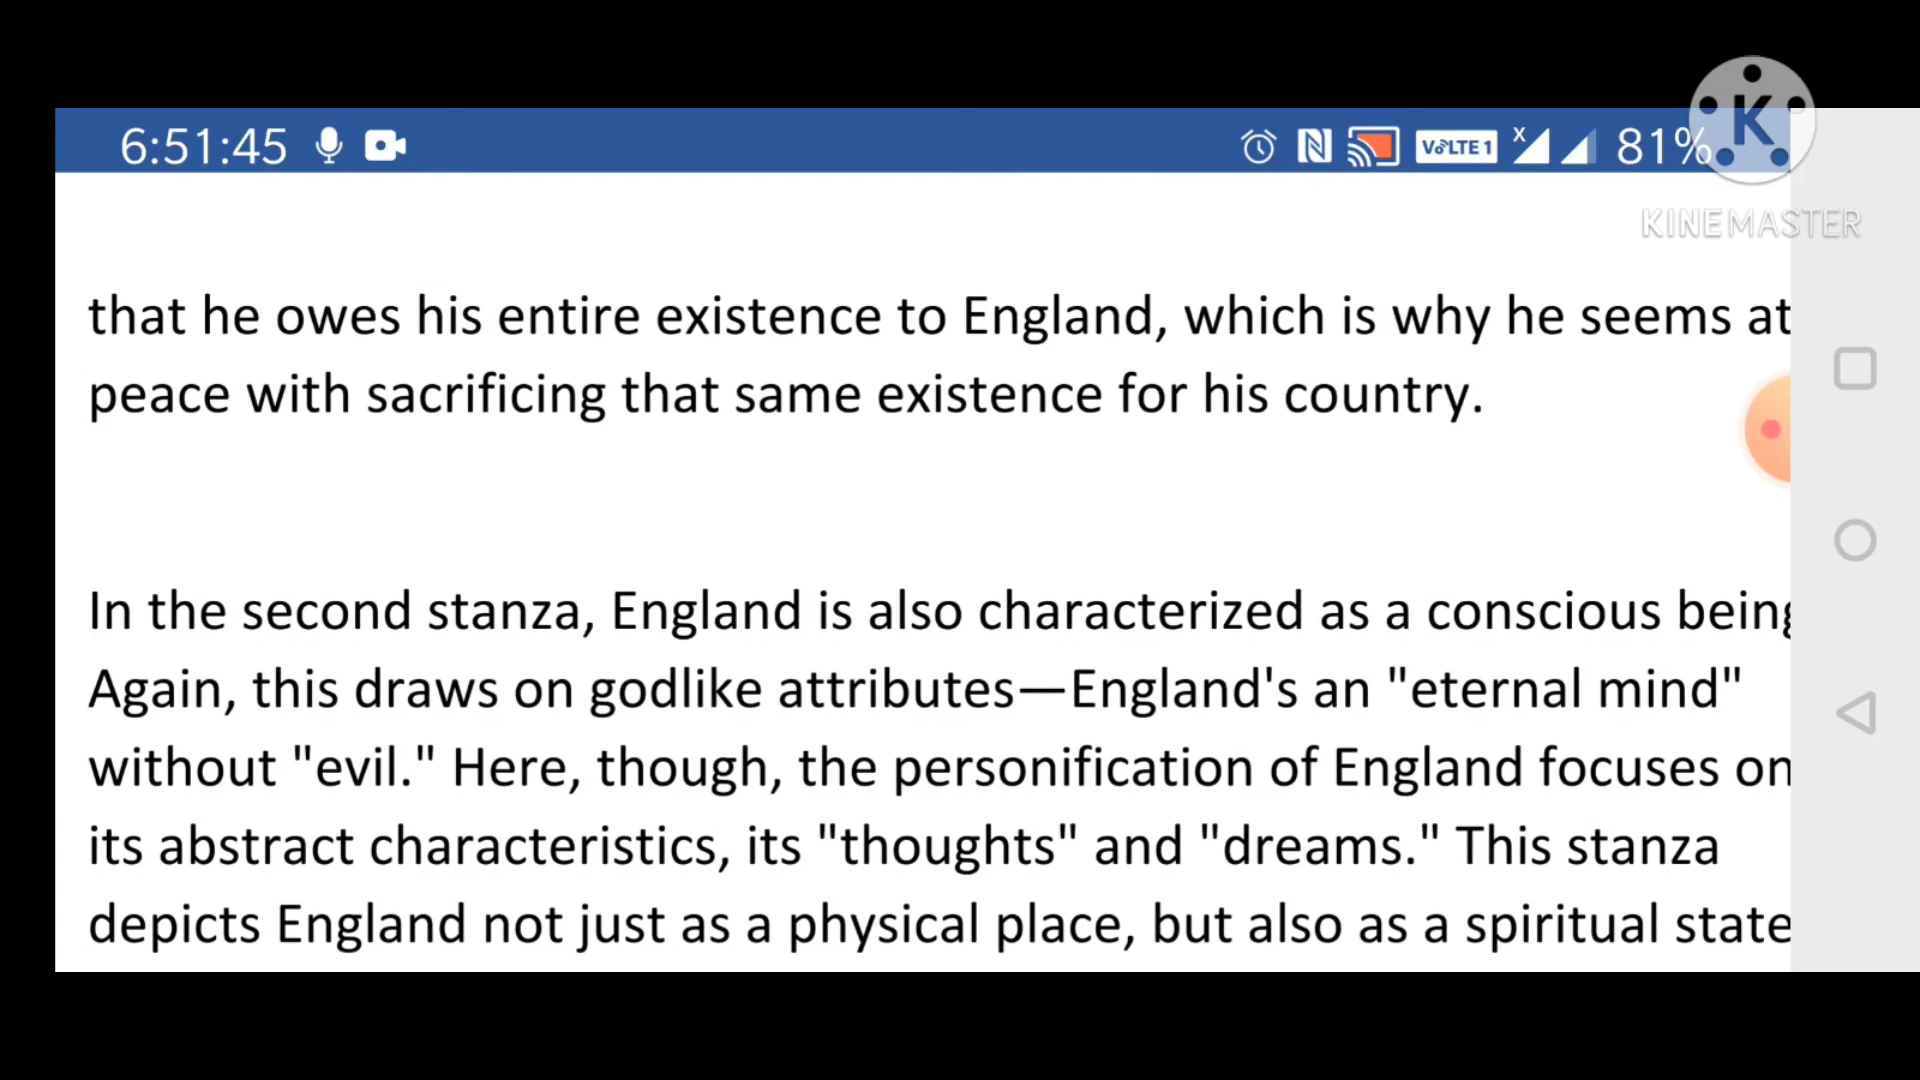 6:51:45 VoLTE 1 x 81%
K
KINEMASTER
that he owes his entire existence to England, which is why he seems at
peace with sacrificing that same existence for his country.
In the second stanza, England is also characterized as a conscious being
Again, this draws on godlike attributes—England's an "eternal mind"
without "evil." Here, though, the personification of England focuses on
its abstract characteristics, its "thoughts" and "dreams." This stanza
depicts England not just as a physical place, but also as a spiritual state